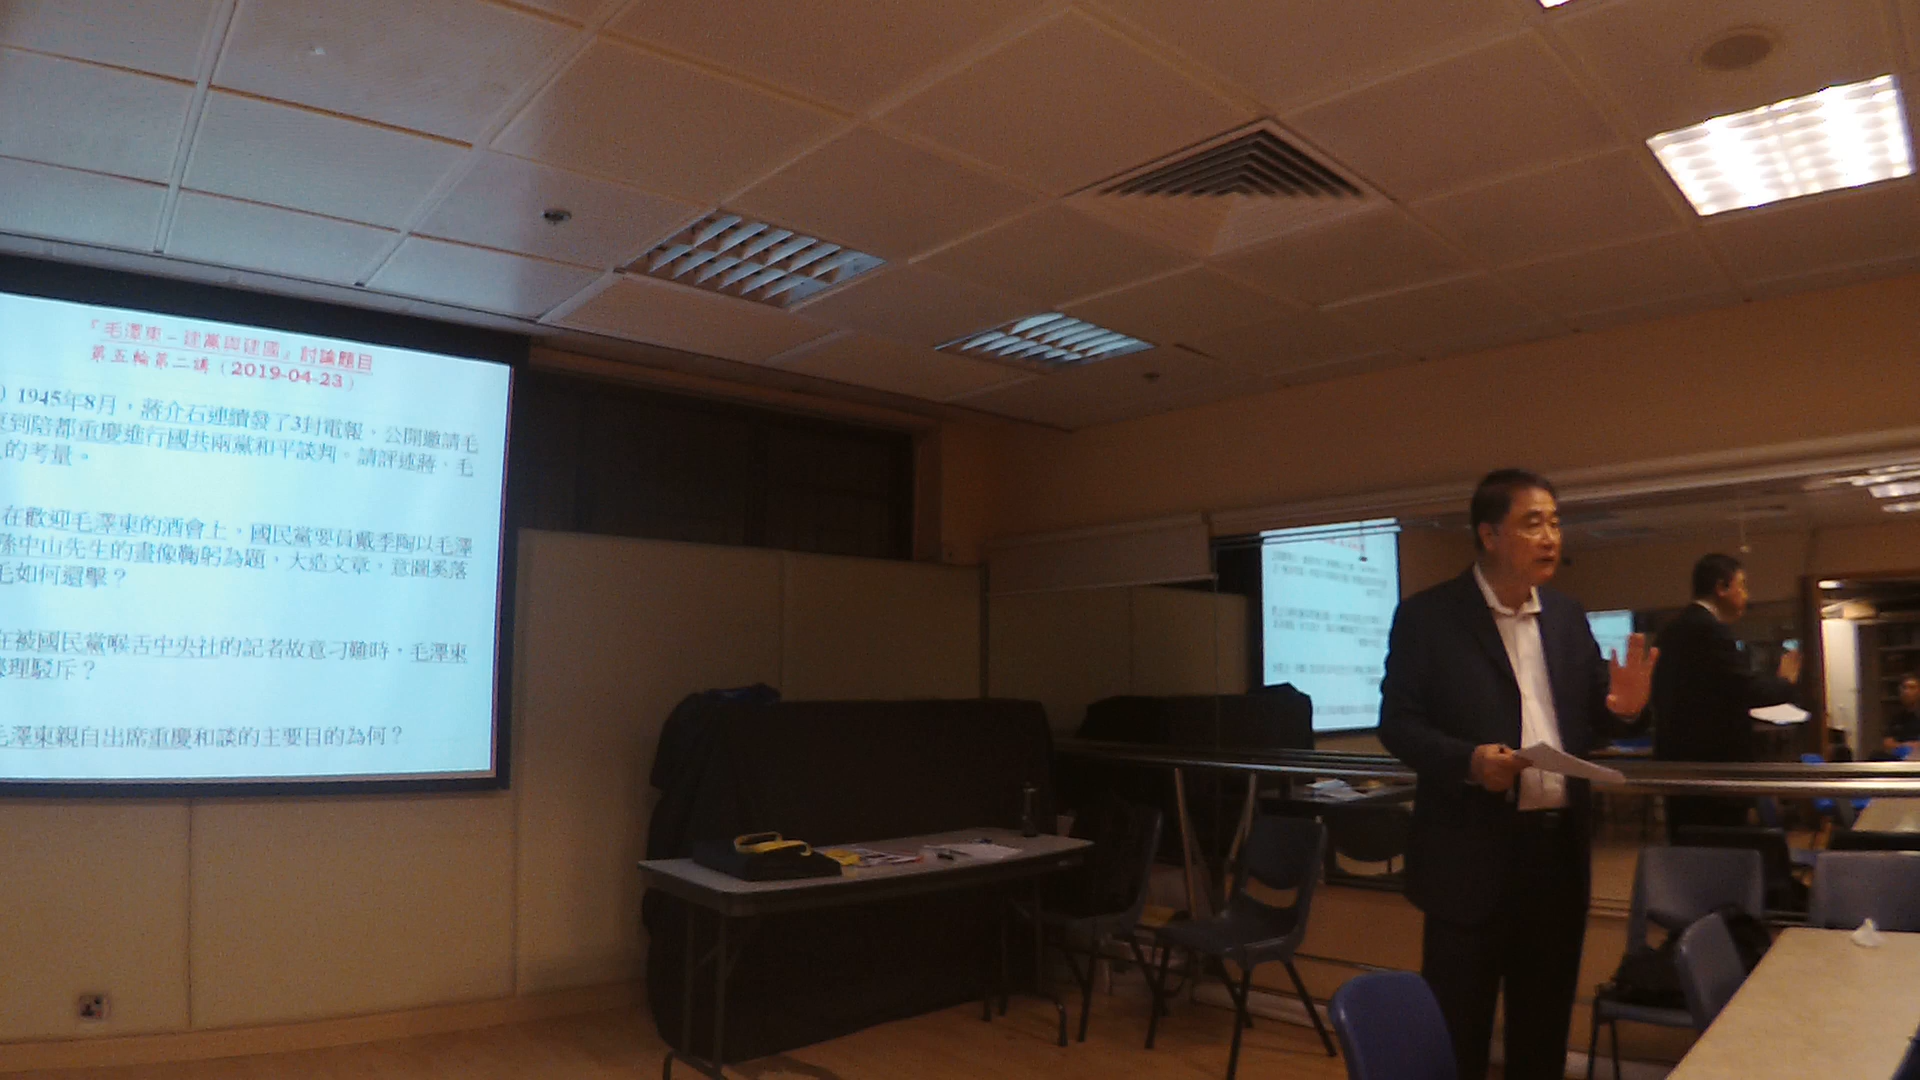 『毛澤東－建黨與建國』討論題目
第五輪第二講（2019-04-23）
）1945年8月，蔣介石連續發了3封電報，公開邀請毛
東到陪都重慶進行國共兩黨和平談判。請評述蔣、毛
人的考量。
在歡迎毛澤東的酒會上，國民黨要員戴季陶以毛澤
孫中山先生的畫像鞠躬為題，大造文章，意圖奚落
毛如何還擊？
在被國民黨喉舌中央社的記者故意刁難時，毛澤東
據理駁斥？
毛澤東親自出席重慶和談的主要目的為何？